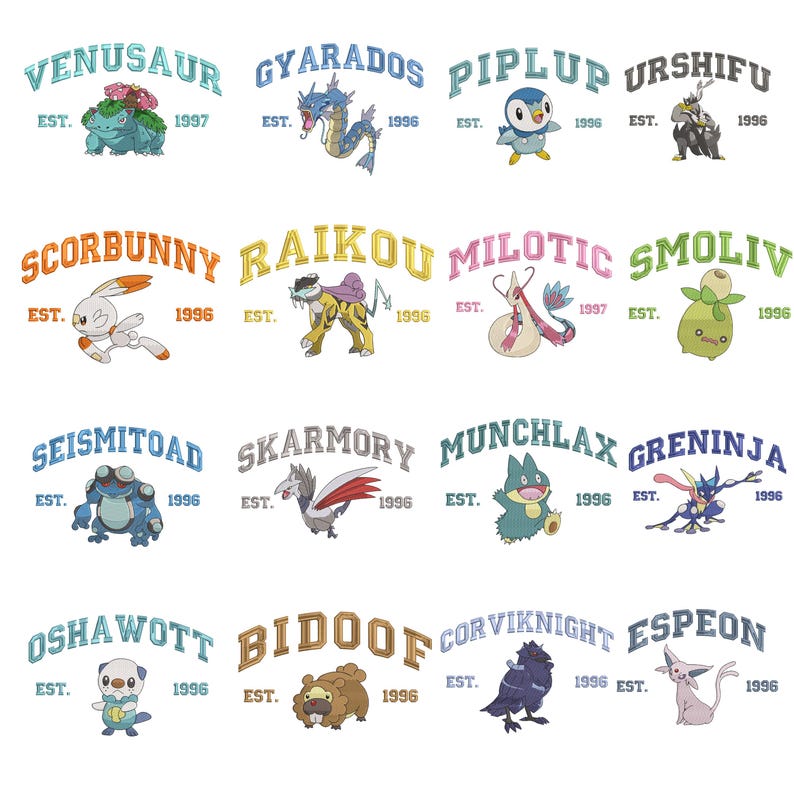 VENUSAUR
EST. 1997
GYARADOS
EST. 1996
PIPLUP
EST. 1996
URSHIFU
EST. 1996
SCORBUNNY
EST. 1996
RAIKOU
EST. 1996
MILOTIC
EST. 1997
SMOLIV
EST. 1996
SEISMITOAD
EST. 1996
SKARMORY
EST. 1996
MUNCHLAX
EST. 1996
GRENINJA
EST. 1996
OSHAWOTT
EST. 1996
BIDOOF
EST. 1996
CORVIKNIGHT
EST. 1996
ESPEON
EST. 1996